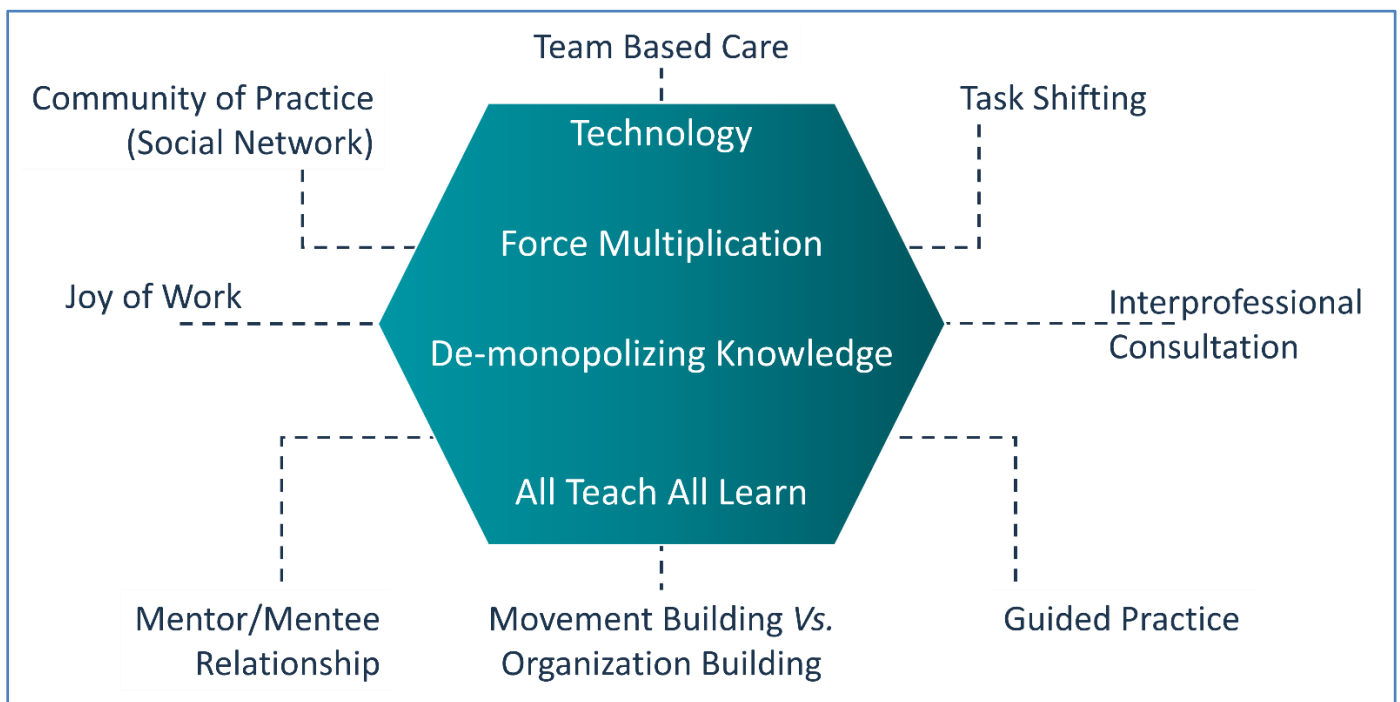 Team Based Care
Community of Practice
(Social Network)
Task Shifting
Technology
Force Multiplication
Joy of Work
Interprofessional
Consultation
De-monopolizing Knowledge
All Teach All Learn
Mentor/Mentee
Relationship
Movement Building Vs.
Organization Building
Guided Practice